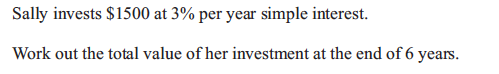 Sally invests $1500 at 3% per year simple interest.
Work out the total value of her investment at the end of 6 years.